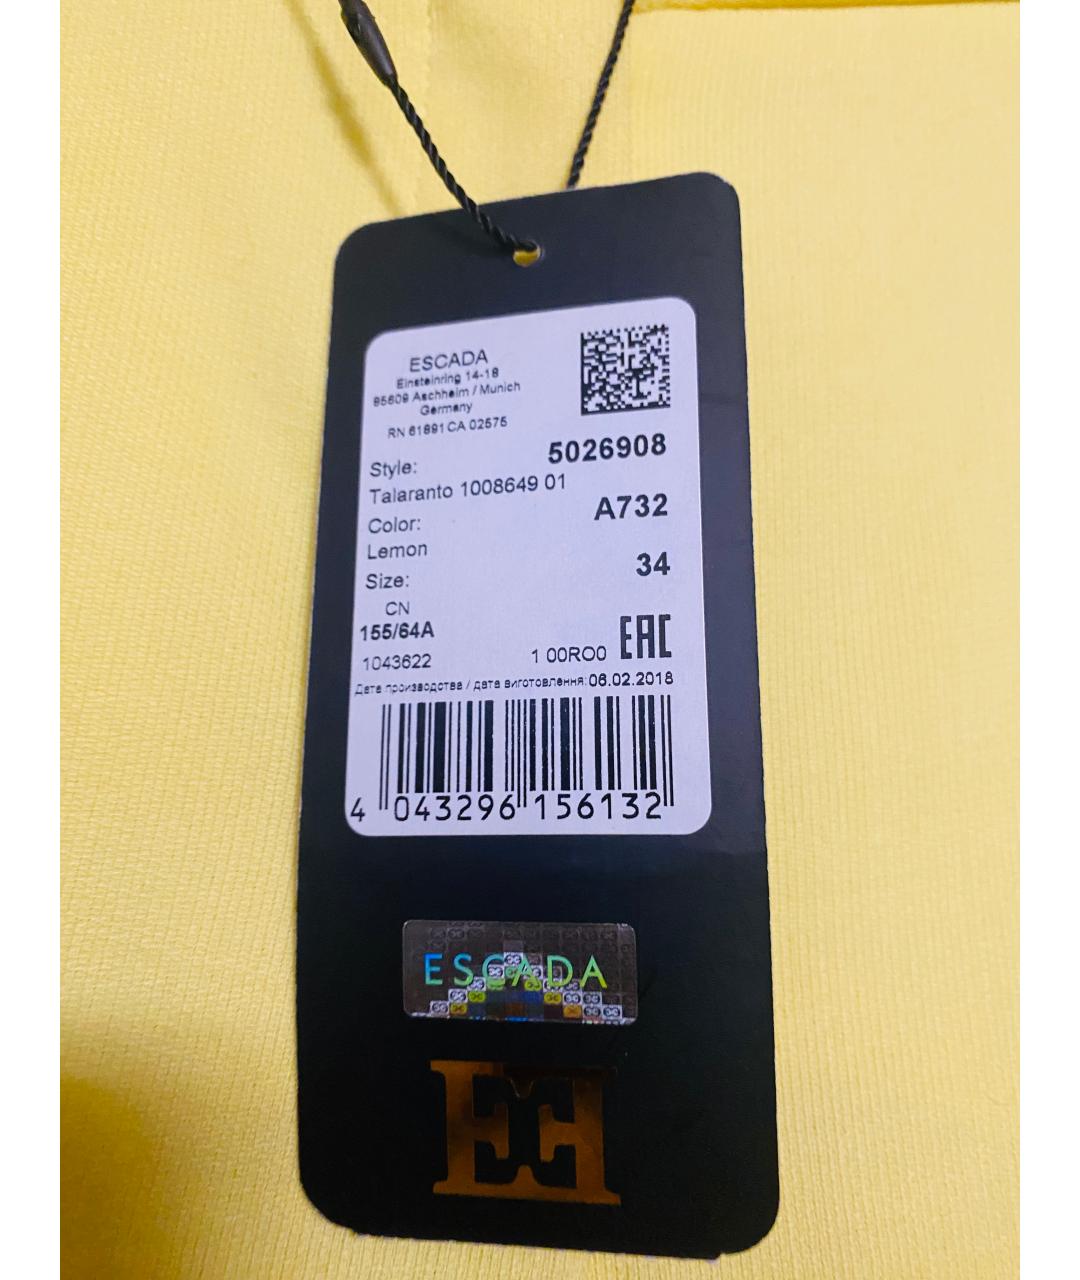 ESCADA
Einsteinring 14-18
85609 Aschheim / Munich
Germany
RN 61891 CA 02575
Style: 5026908
Talaranto 1008649 01
Color: A732
Lemon
Size: 34
CN
155/64A
1043622 1 00RO0 EAC
Дата производства / дата виготовлення: 06.02.2018
4 043296 156132
ESCADA